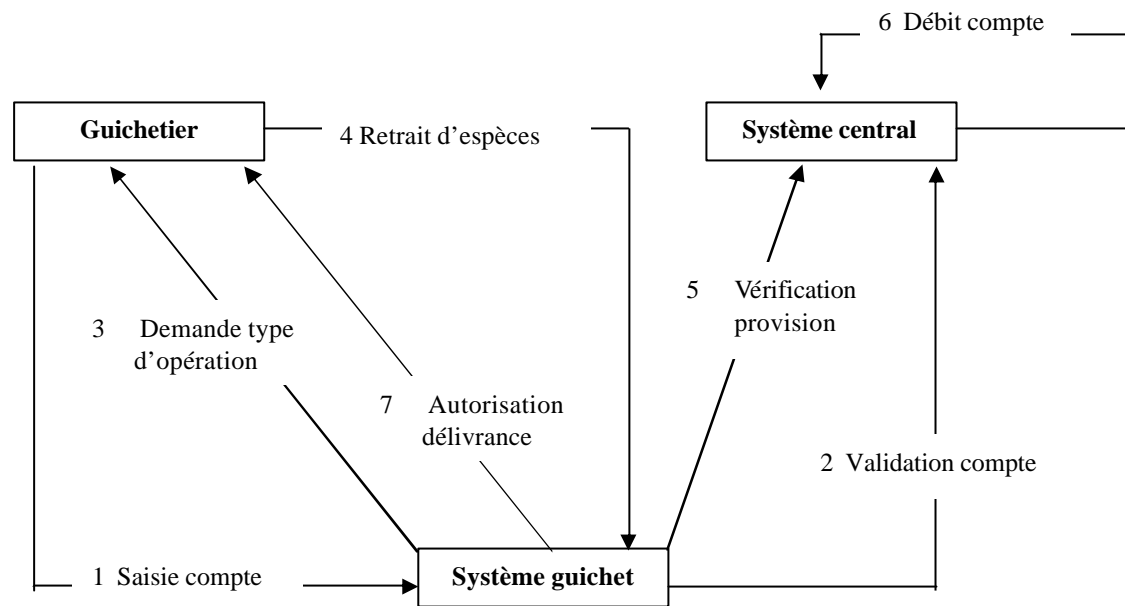 6 Débit compte
Guichetier
4 Retrait d’espèces
Système central
5 Vérification
provision
3 Demande type
d’opération
7 Autorisation
délivrance
2 Validation compte
1 Saisie compte
Système guichet